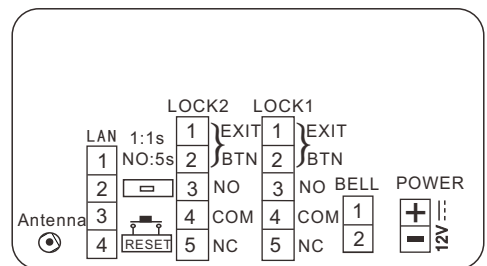 LOCK2 LOCK1
LAN 1:1s 1 EXIT 1 EXIT
1 NO:5s 2 BTN 2 BTN
2 3 NO 3 NO BELL POWER
Antenna 3 4 COM 4 COM 1 +
4 RESET 5 NC 5 NC 2 - 12V